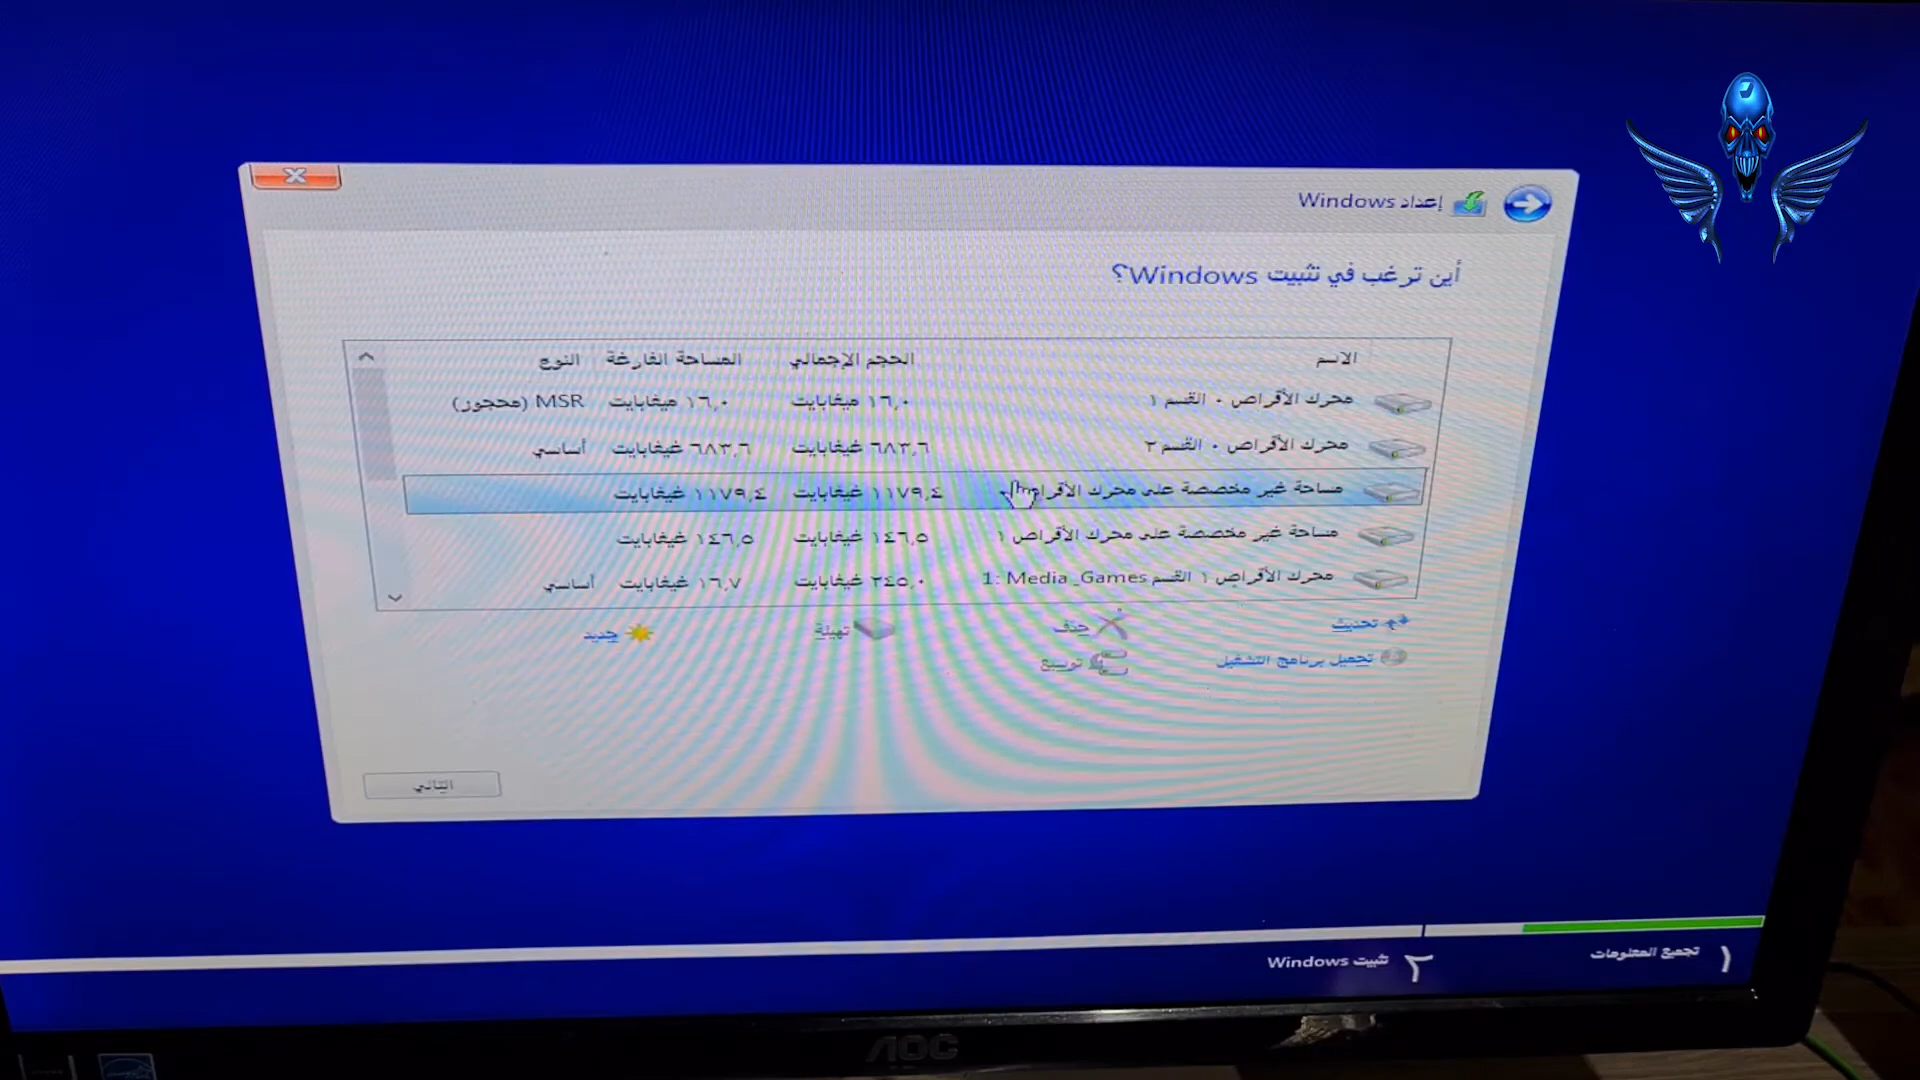 إعداد Windows
أين ترغب في تثبيت Windows؟
الاسم الحجم الإجمالي المساحة الفارغة النوع
محرك الأقراص ٠ القسم ١ ١٦,٠ ميغابايت ١٦,٠ ميغابايت MSR (محجوز)
محرك الأقراص ٠ القسم ٢ ٦٨٣,٦ غيغابايت ٦٨٣,٦ غيغابايت أساسي
مساحة غير مخصصة على محرك الأقراص ١١٧٩,٤ غيغابايت ١١٧٩,٤ غيغابايت
مساحة غير مخصصة على محرك الأقراص ١ ١٤٦,٥ غيغابايت ١٤٦,٥ غيغابايت
محرك الأقراص ١ القسم 1: Media_Games ٢٤٥,٠ غيغابايت ١٦,٧ غيغابايت أساسي
تحديث حذف تهيئة جديد
تحميل برنامج التشغيل توسيع
التالي
١ تجميع المعلومات ٢ تثبيت Windows
AOC